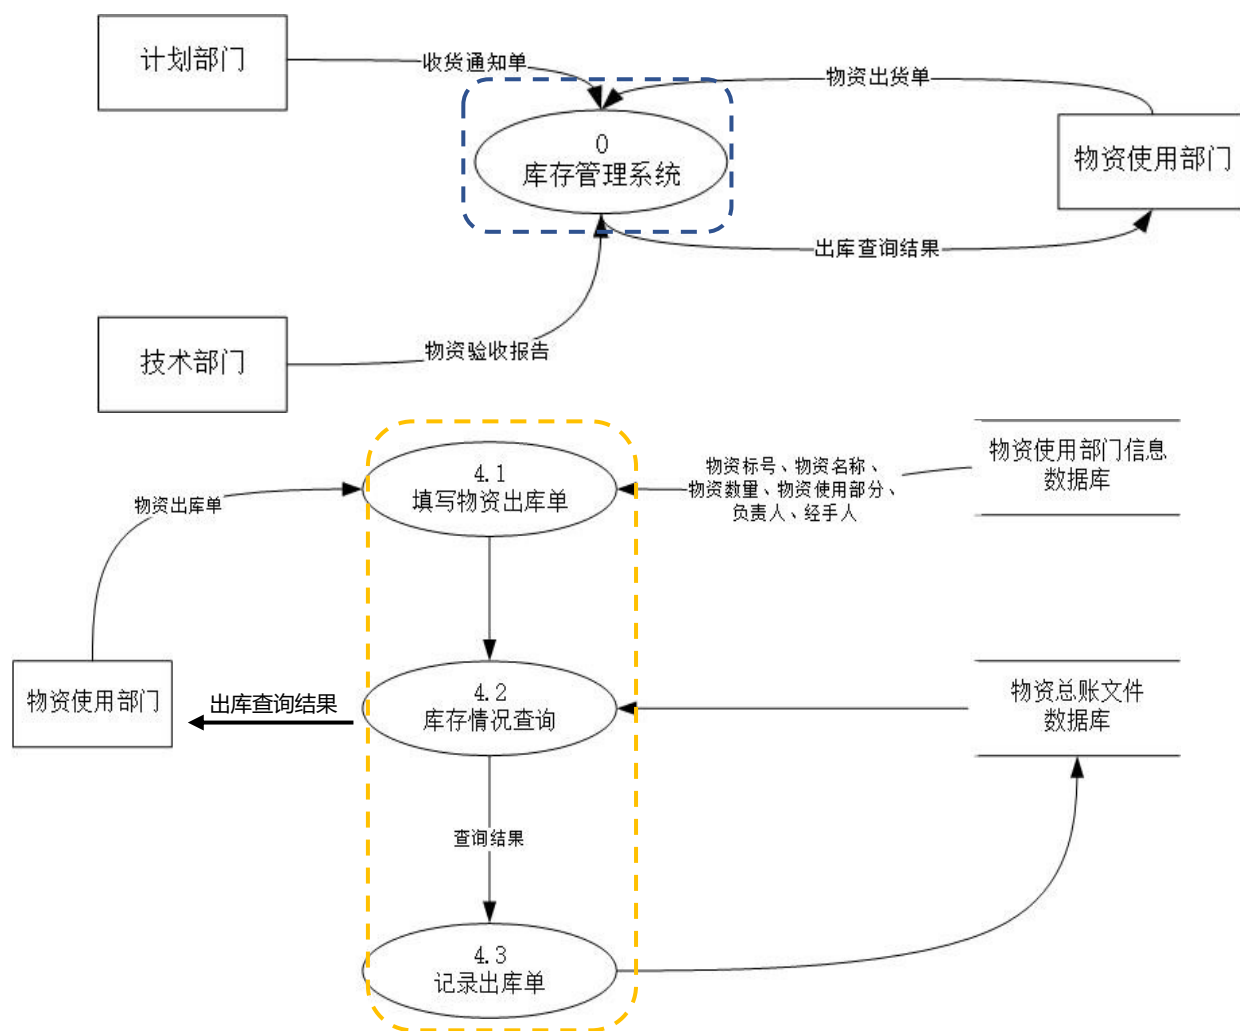 计划部门
收货通知单
物资出货单
0
库存管理系统
物资使用部门
出库查询结果
技术部门
物资验收报告
4.1
填写物资出库单
物资标号、物资名称、
物资数量、物资使用部分、
负责人、经手人
物资使用部门信息
数据库
物资出库单
物资使用部门
出库查询结果
4.2
库存情况查询
物资总账文件
数据库
查询结果
4.3
记录出库单